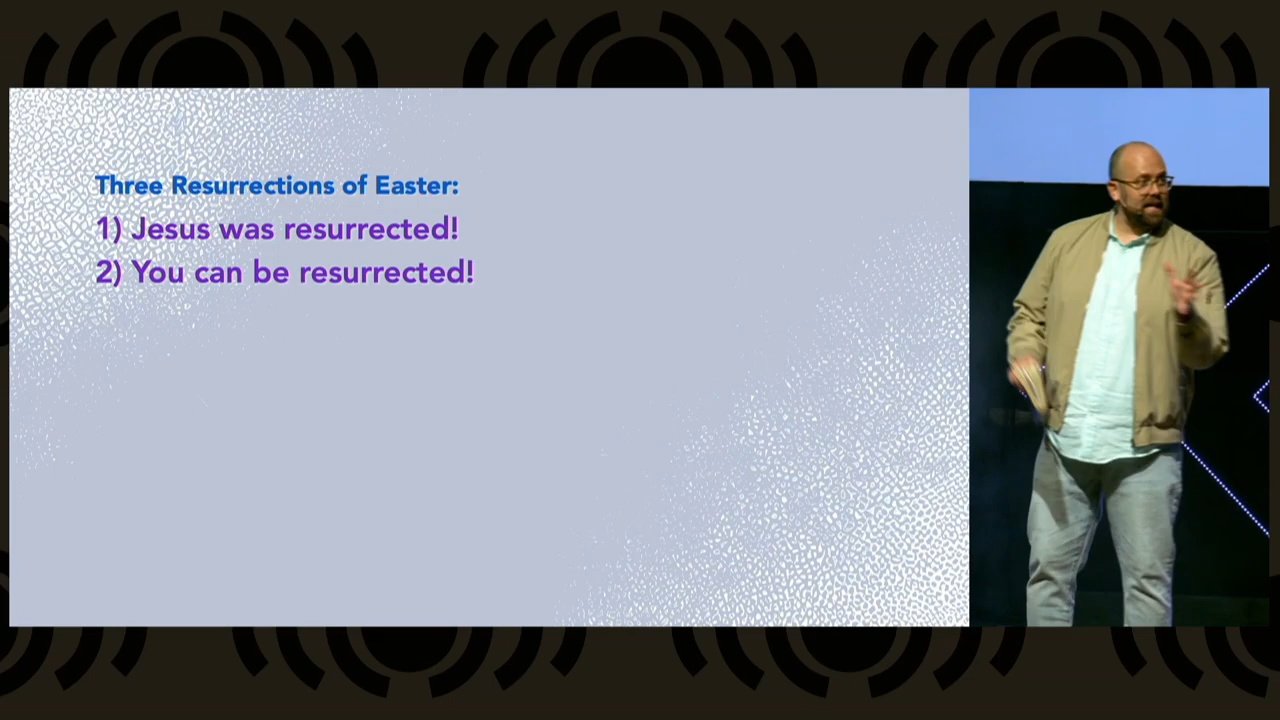 Three Resurrections of Easter:
1) Jesus was resurrected!
2) You can be resurrected!